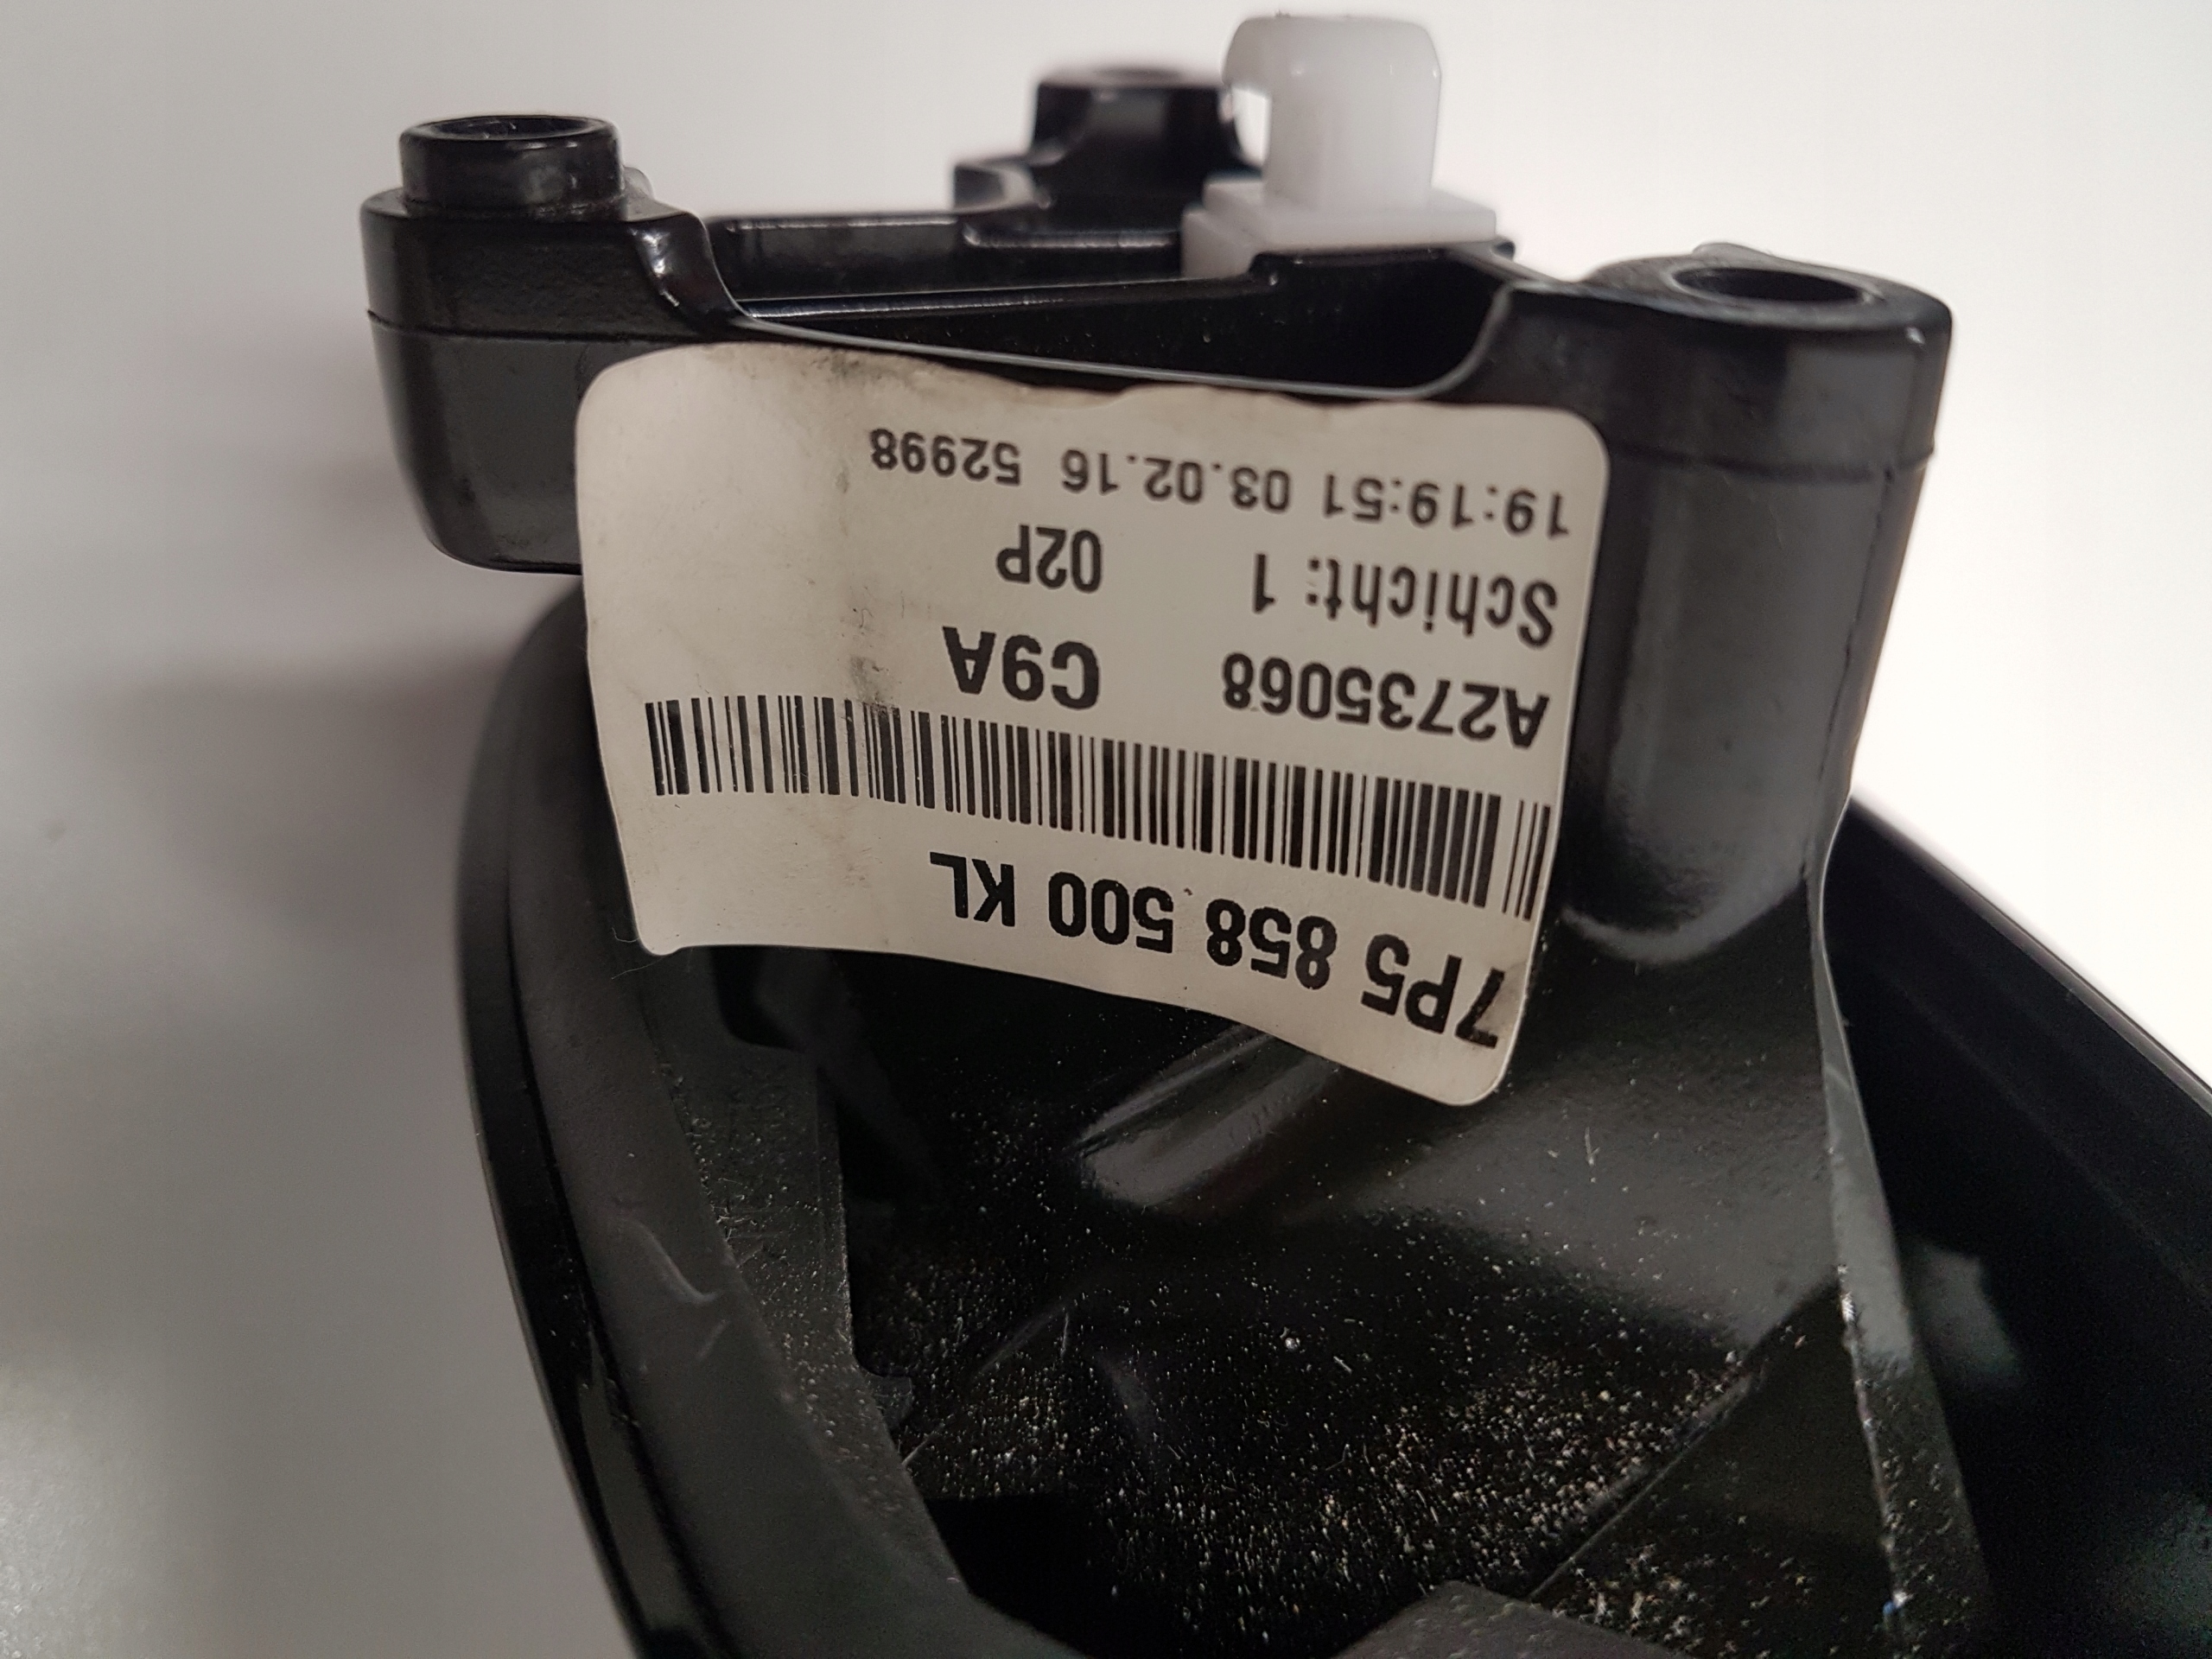 7P5 858 500 KL
A2735068 C9A
Schicht: 1 02P
19:19:51 03.02.16 52998